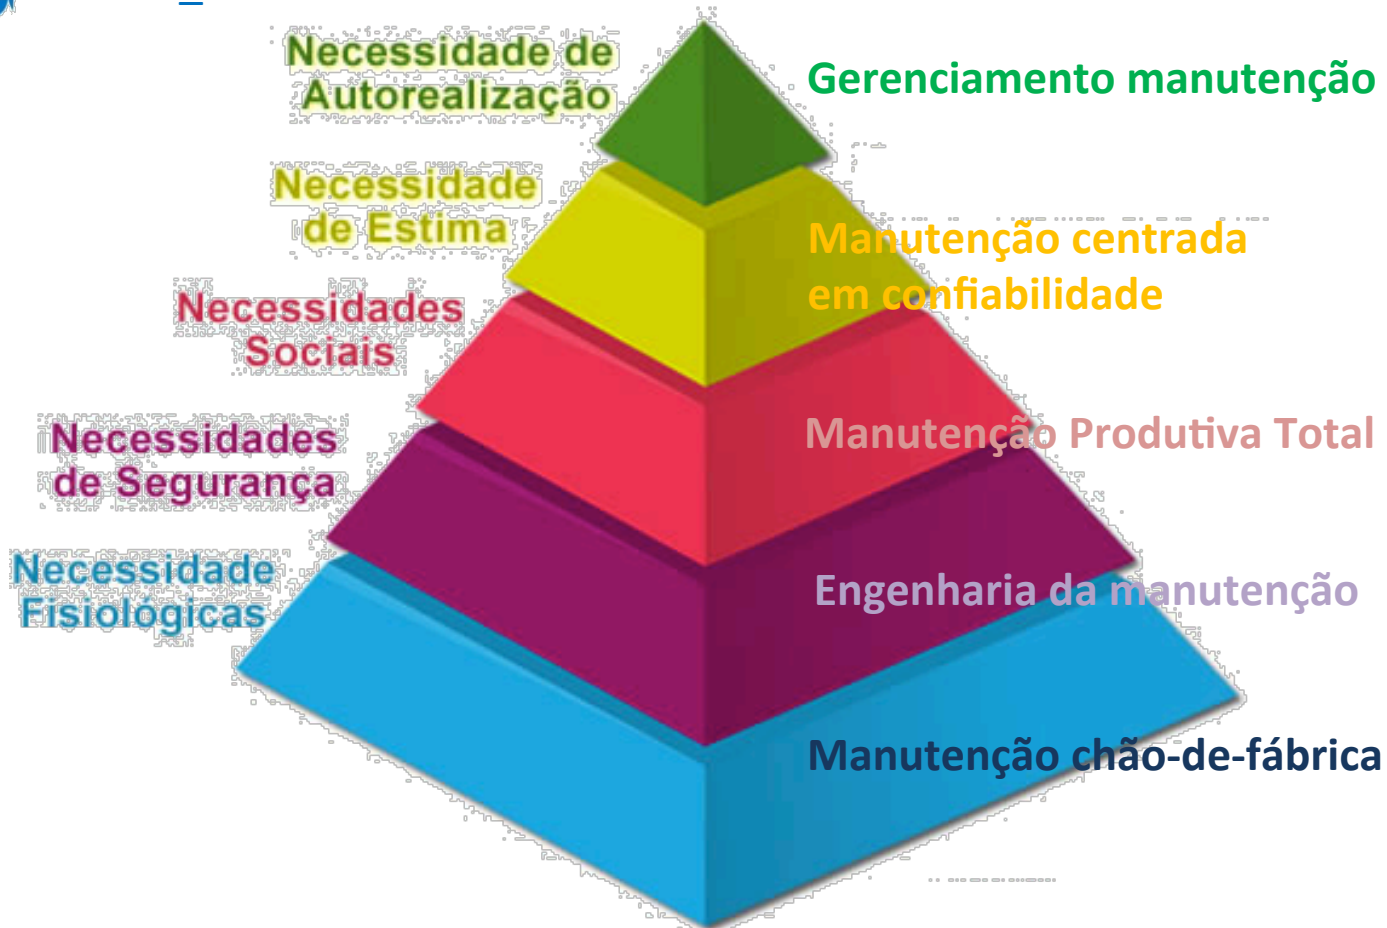 Necessidade de
Autorealização
Gerenciamento manutenção
Necessidade
de Estima
Manutenção centrada
em confiabilidade
Necessidades
Sociais
Manutenção Produtiva Total
Necessidades
de Segurança
Engenharia da manutenção
Necessidade
Fisiológicas
Manutenção chão-de-fábrica